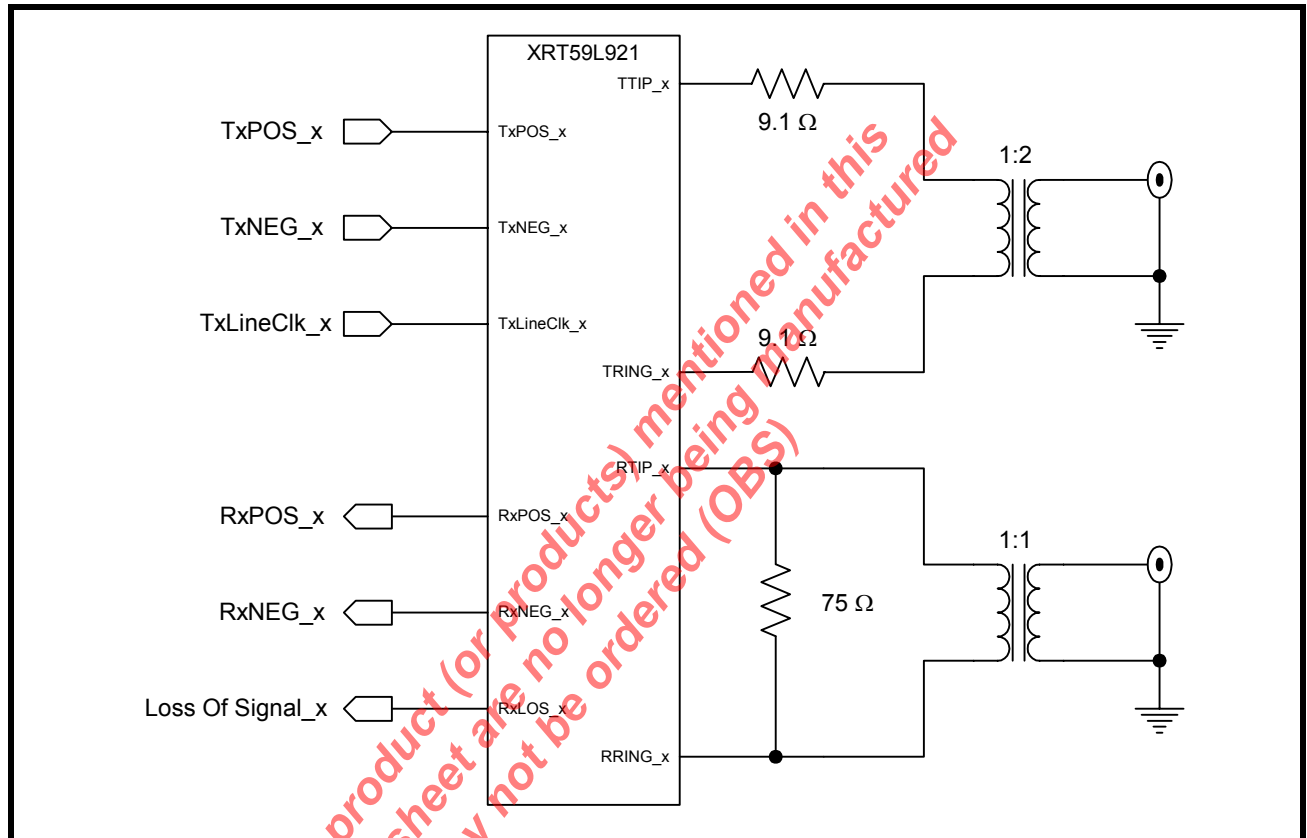 XRT59L921
TTIP_x
9.1 Ω
TxPOS_x
TxPOS_x
1:2
TxNEG_x
TxNEG_x
TxLineClk_x
TxLineClk_x
9.1 Ω
TRING_x
RTIP_x
RxPOS_x
RxPOS_x
1:1
75 Ω
RxNEG_x
RxNEG_x
Loss Of Signal_x
RxLOS_x
RRING_x
product (or products) mentioned in this
sheet are no longer being manufactured
y not be ordered (OBS)